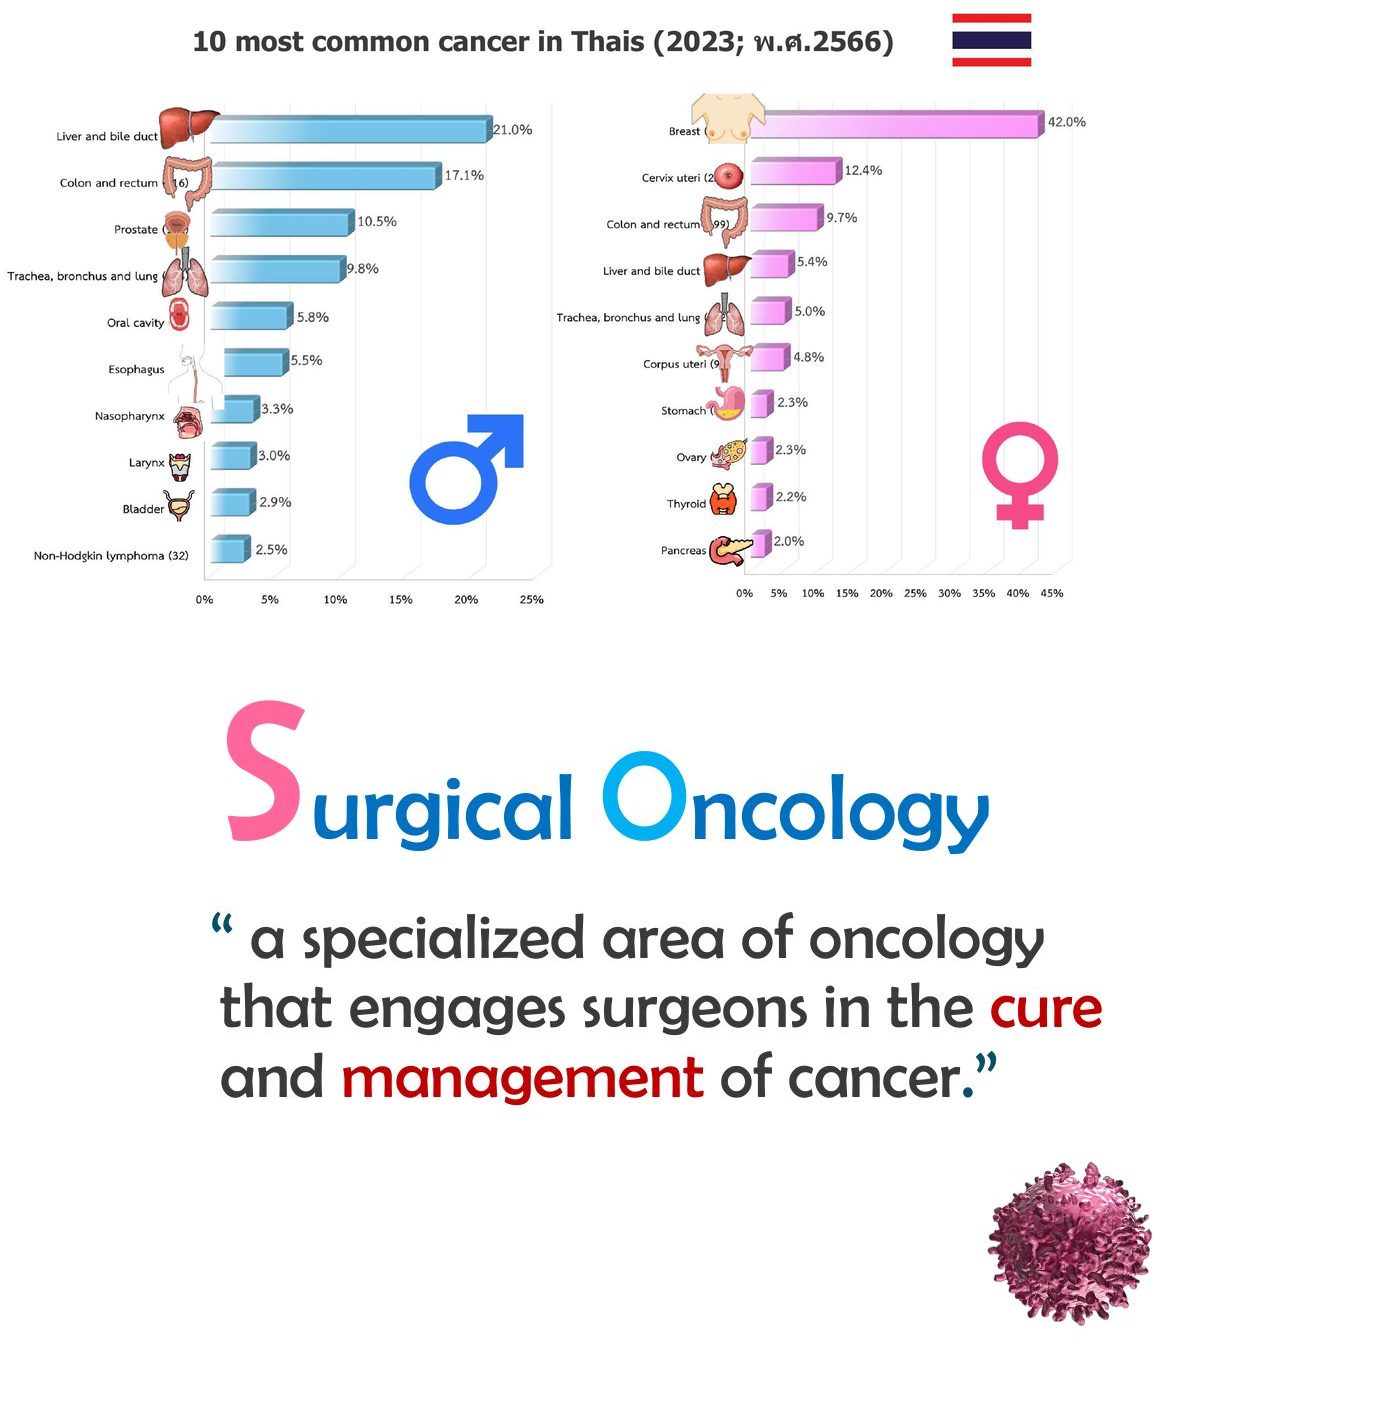 10 most common cancer in Thais (2023; พ.ศ.2566)
Liver and bile duct 21.0%
Colon and rectum 16) 17.1%
Prostate 10.5%
Trachea, bronchus and lung 9.8%
Oral cavity 5.8%
Esophagus 5.5%
Nasopharynx 3.3%
Larynx 3.0%
Bladder 2.9%
Non-Hodgkin lymphoma (32) 2.5%
0% 5% 10% 15% 20% 25%
Breast 42.0%
Cervix uteri (2 12.4%
Colon and rectum 99) 9.7%
Liver and bile duct 5.4%
Trachea, bronchus and lung 5.0%
Corpus uteri (9 4.8%
Stomach ( 2.3%
Ovary 2.3%
Thyroid 2.2%
Pancreas 2.0%
0% 5% 10% 15% 20% 25% 30% 35% 40% 45%
Surgical Oncology
“ a specialized area of oncology
that engages surgeons in the cure
and management of cancer.”